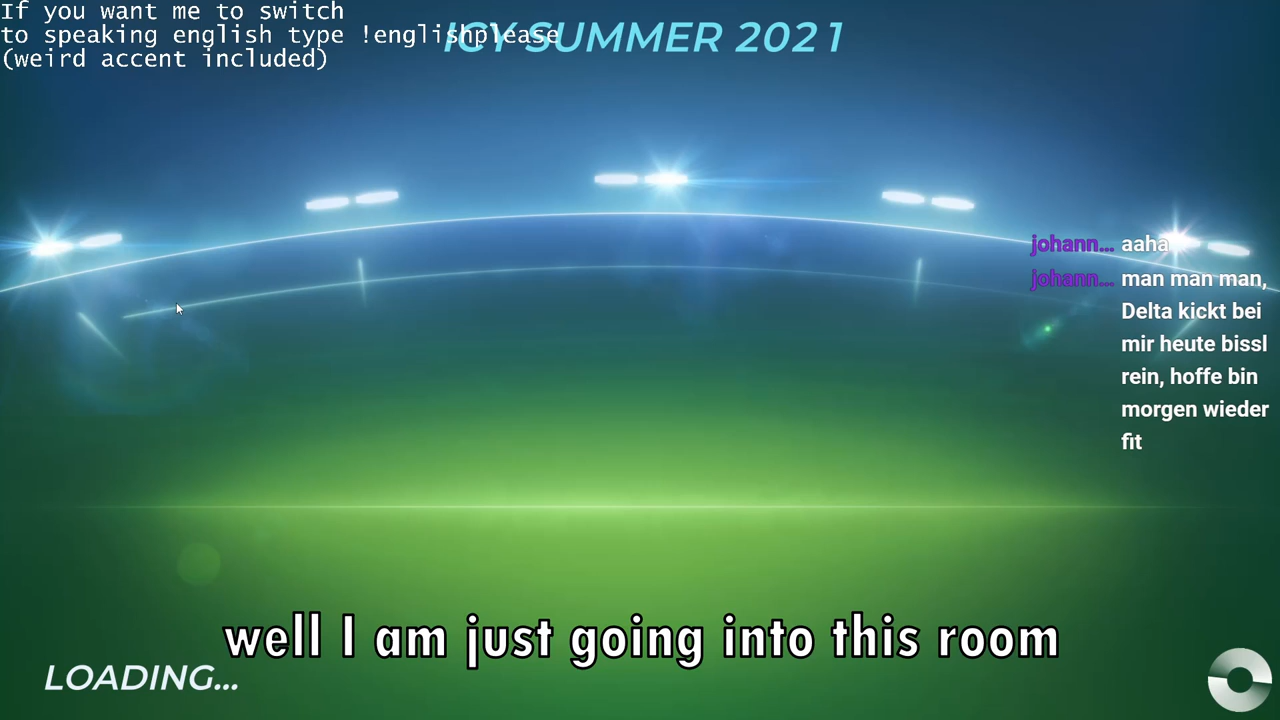 If you want me to switch
to speaking english type !englishplease
(weird accent included)
ICY SUMMER 2021
johann... aaha
johann... man man man,
Delta kickt bei
mir heute bissl
rein, hoffe bin
morgen wieder
fit
well I am just going into this room
LOADING...